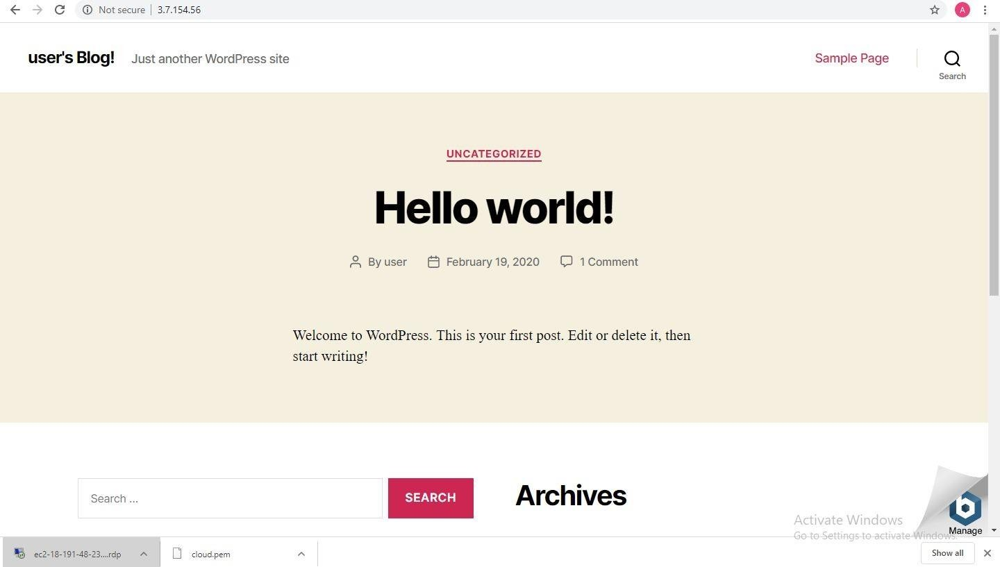 Not secure 3.7.154.56
A
user's Blog! Just another WordPress site Sample Page
Search
UNCATEGORIZED
Hello world!
By user February 19, 2020 1 Comment
Welcome to WordPress. This is your first post. Edit or delete it, then
start writing!
Search ... SEARCH Archives
b
Manage
Activate Windows
Go to Settings to activate Windows.
ec2-18-191-48-23....rdp cloud.pem Show all